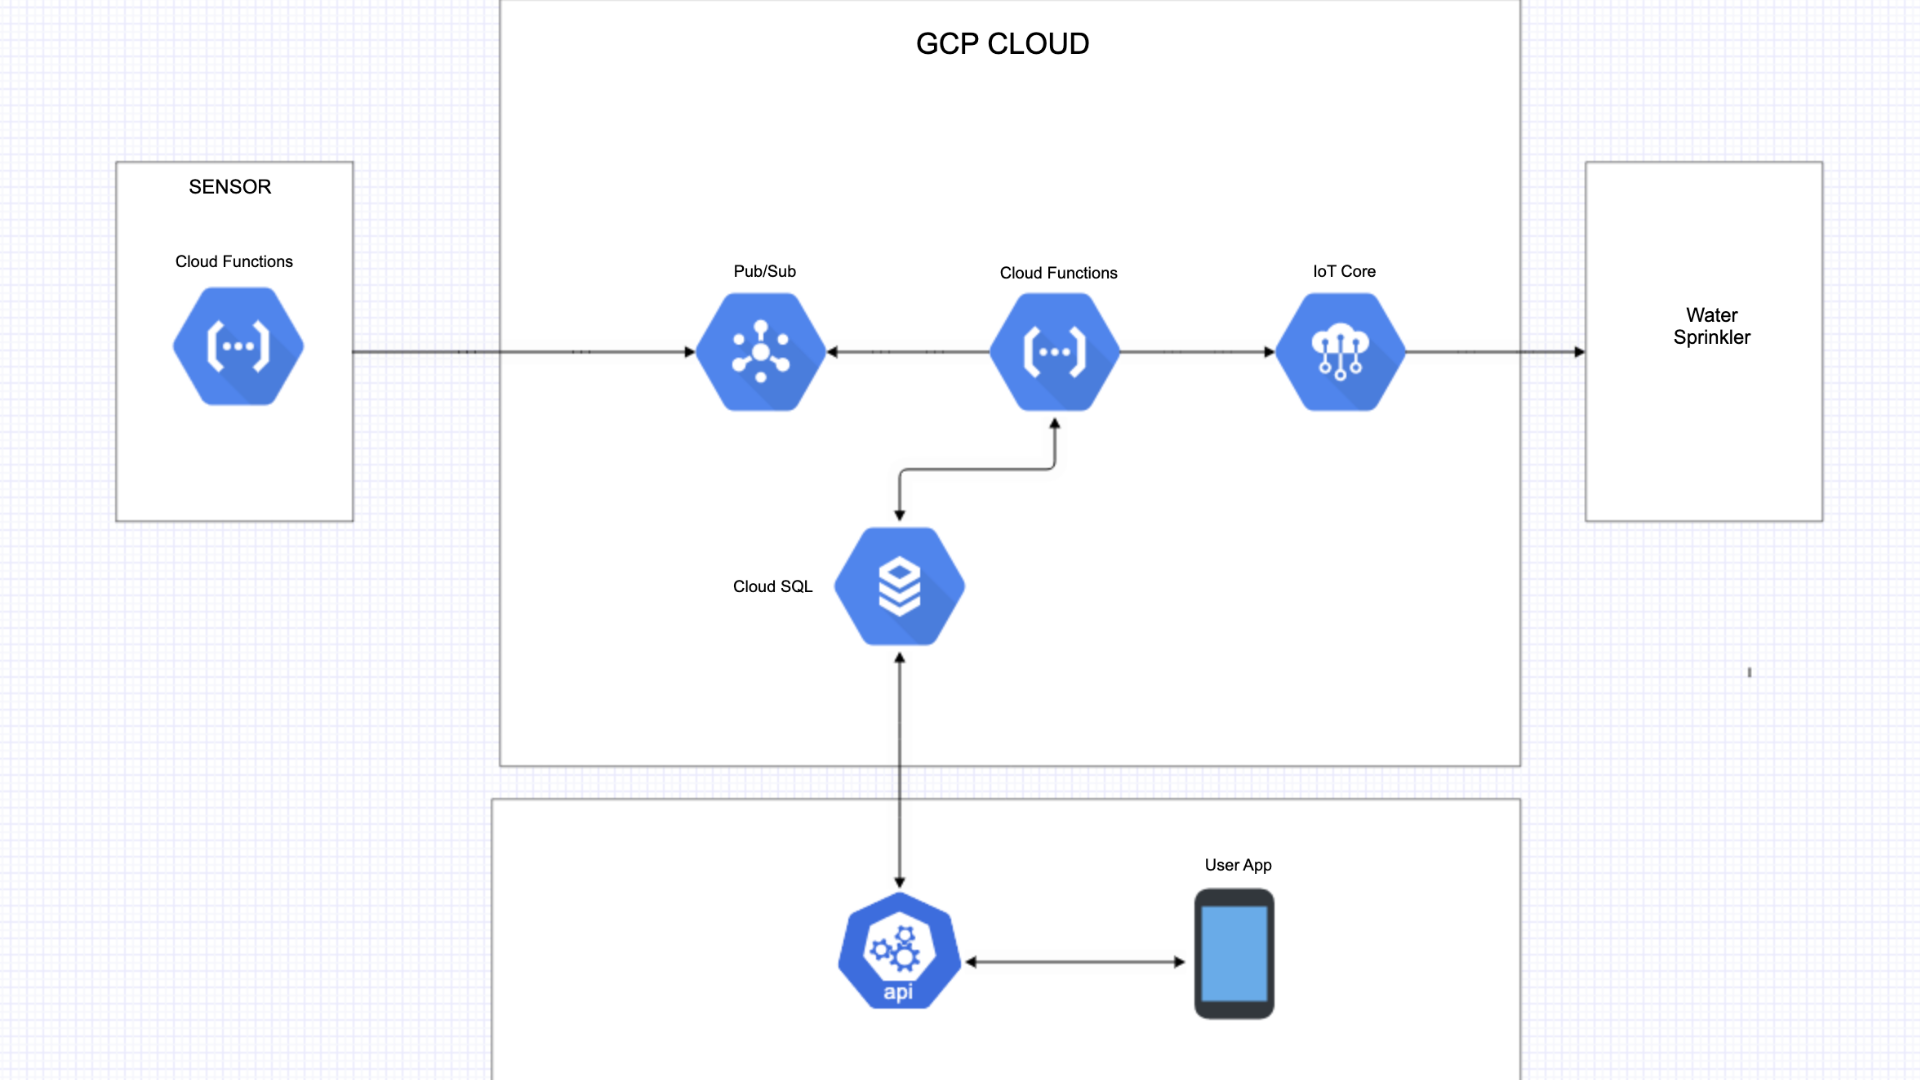 GCP CLOUD
SENSOR
Cloud Functions
Pub/Sub
Cloud Functions
IoT Core
Water
Sprinkler
Cloud SQL
User App
api